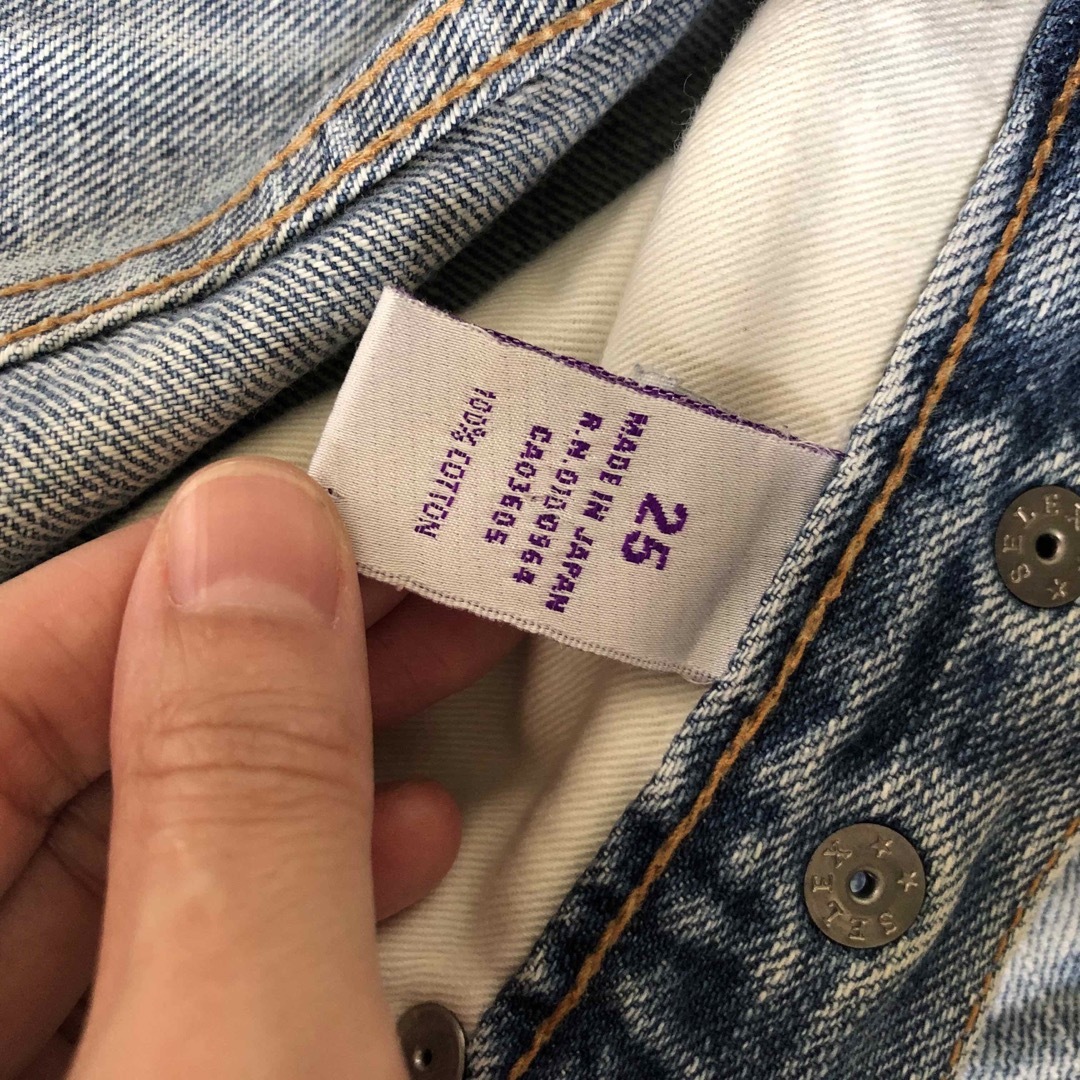 25
MADE IN JAPAN
R.N.0100964
CA03605
100% COTTON
SELEX
SELEX